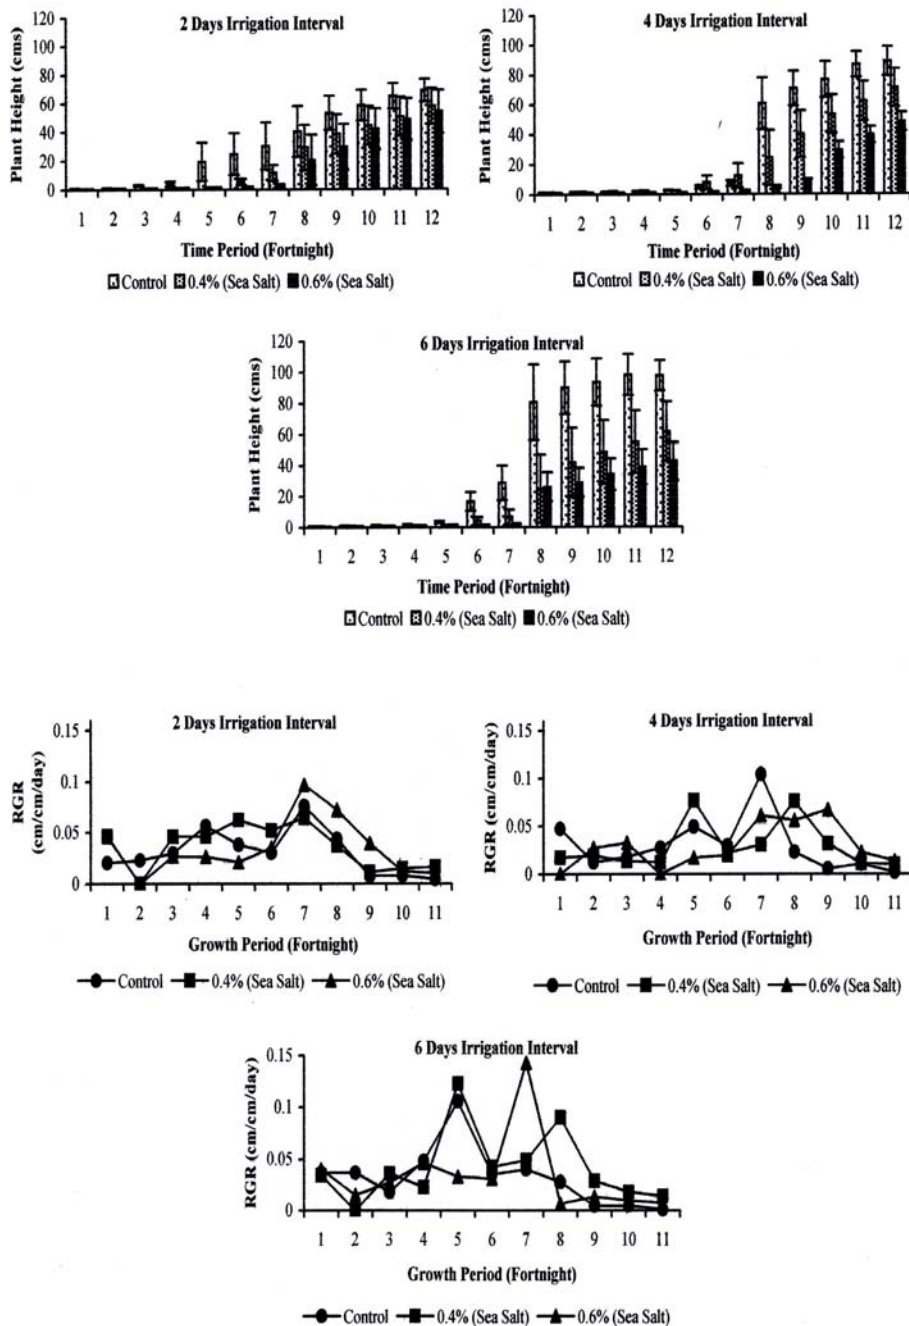 2 Days Irrigation Interval
Plant Height (cms)
120
100
80
60
40
20
0
1 2 3 4 5 6 7 8 9 10 11 12
Time Period (Fortnight)
Control 0.4% (Sea Salt) 0.6% (Sea Salt)
4 Days Irrigation Interval
Plant Height (cms)
120
100
80
60
40
20
0
1 2 3 4 5 6 7 8 9 10 11 12
Time Period (Fortnight)
Control 0.4% (Sea Salt) 0.6% (Sea Salt)
6 Days Irrigation Interval
Plant Height (cms)
120
100
80
60
40
20
0
1 2 3 4 5 6 7 8 9 10 11 12
Time Period (Fortnight)
Control 0.4% (Sea Salt) 0.6% (Sea Salt)
2 Days Irrigation Interval
RGR
(cm/cm/day)
0.15
0.1
0.05
0
1 2 3 4 5 6 7 8 9 10 11
Growth Period (Fortnight)
Control 0.4% (Sea Salt) 0.6% (Sea Salt)
4 Days Irrigation Interval
RGR (cm/cm/day)
0.15
0.1
0.05
0
1 2 3 4 5 6 7 8 9 10 11
Growth Period (Fortnight)
Control 0.4% (Sea Salt) 0.6% (Sea Salt)
6 Days Irrigation Interval
RGR (cm/cm/day)
0.15
0.1
0.05
0
1 2 3 4 5 6 7 8 9 10 11
Growth Period (Fortnight)
Control 0.4% (Sea Salt) 0.6% (Sea Salt)